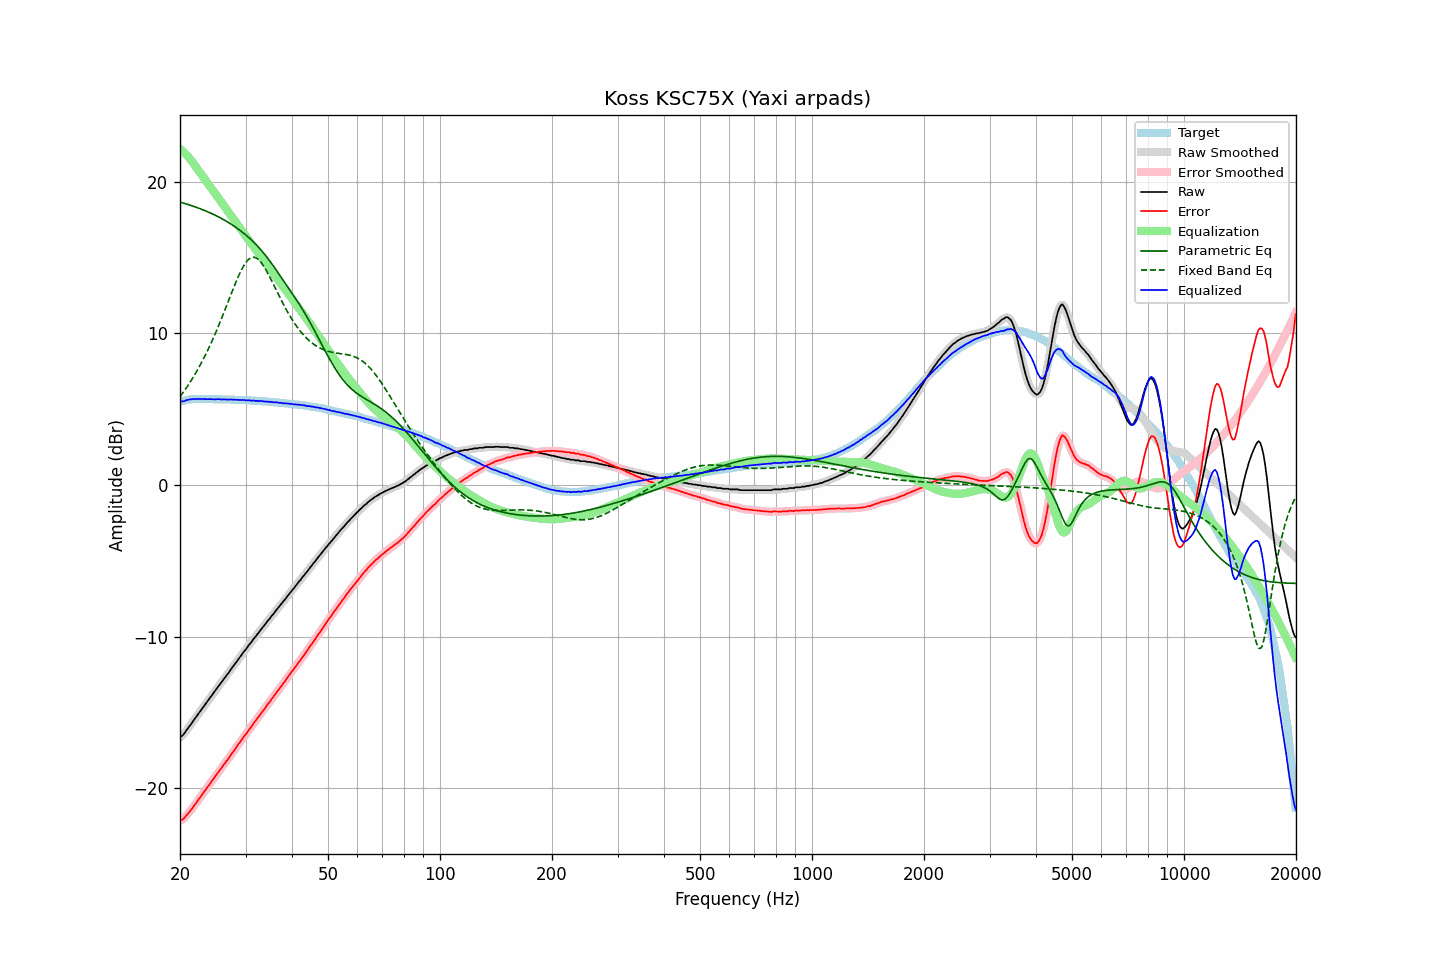 Koss KSC75X (Yaxi arpads)
Target
Raw Smoothed
Error Smoothed
Raw
Error
Equalization
Parametric Eq
Fixed Band Eq
Equalized
Amplitude (dBr)
20
10
0
−10
−20
20
50
100
200
500
1000
2000
5000
10000
20000
Frequency (Hz)